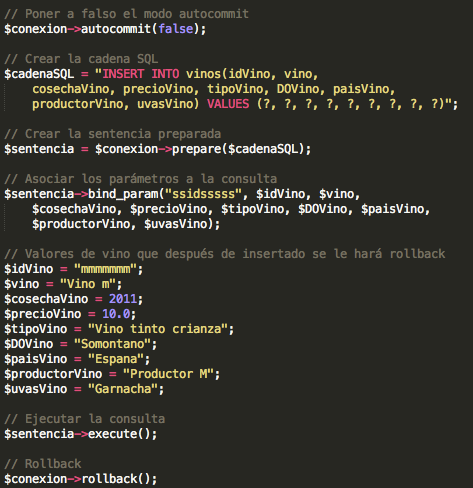 // Poner a falso el modo autocommit
$conexion->autocommit(false);
// Crear la cadena SQL
$cadenaSQL = "INSERT INTO vinos(idVino, vino,
cosechaVino, precioVino, tipoVino, DOVino, paisVino,
productorVino, uvasVino) VALUES (?, ?, ?, ?, ?, ?, ?, ?, ?)";
// Crear la sentencia preparada
$sentencia = $conexion->prepare($cadenaSQL);
// Asociar los parámetros a la consulta
$sentencia->bind_param("ssidsssss", $idVino, $vino,
$cosechaVino, $precioVino, $tipoVino, $DOVino, $paisVino,
$productorVino, $uvasVino);
// Valores de vino que después de insertado se le hará rollback
$idVino = "mmmmmmm";
$vino = "Vino m";
$cosechaVino = 2011;
$precioVino = 10.0;
$tipoVino = "Vino tinto crianza";
$DOVino = "Somontano";
$paisVino = "Espana";
$productorVino = "Productor M";
$uvasVino = "Garnacha";
// Ejecutar la consulta
$sentencia->execute();
// Rollback
$conexion->rollback();